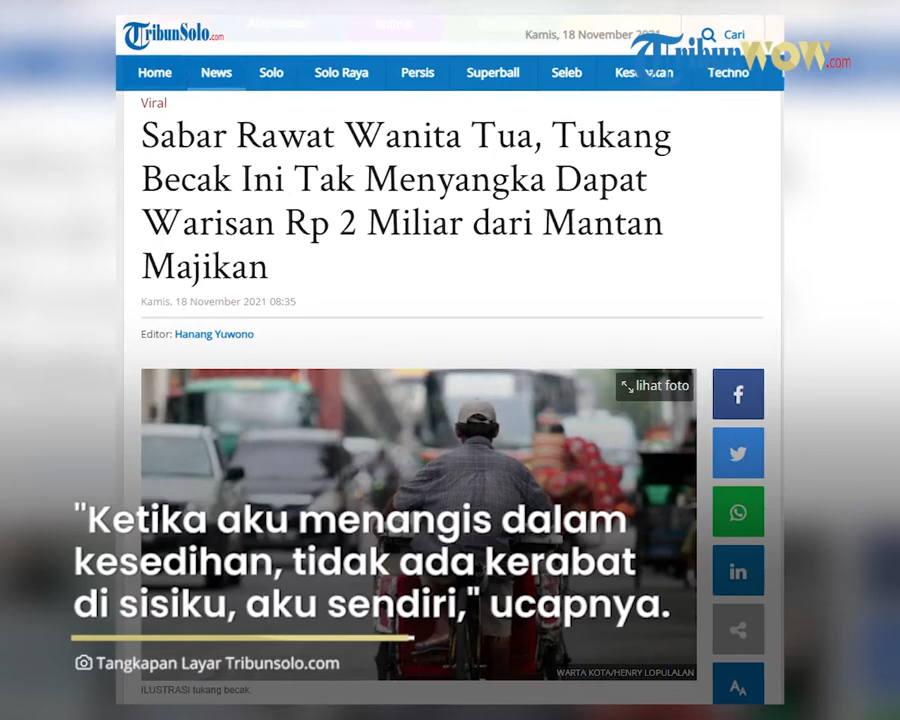 TribunSolo.com
Kamis, 18 November 2021
Cari
TribunWOW.com
Home News Solo Solo Raya Persis Superball Seleb Kesehatan Techno
Viral
Sabar Rawat Wanita Tua, Tukang
Becak Ini Tak Menyangka Dapat
Warisan Rp 2 Miliar dari Mantan
Majikan
Kamis, 18 November 2021 08:35
Editor: Hanang Yuwono
lihat foto
"Ketika aku menangis dalam
kesedihan, tidak ada kerabat
di sisiku, aku sendiri," ucapnya.
Tangkapan Layar Tribunsolo.com
WARTA KOTA/HENRY LOPULALAN
ILUSTRASI tukang becak.
AA